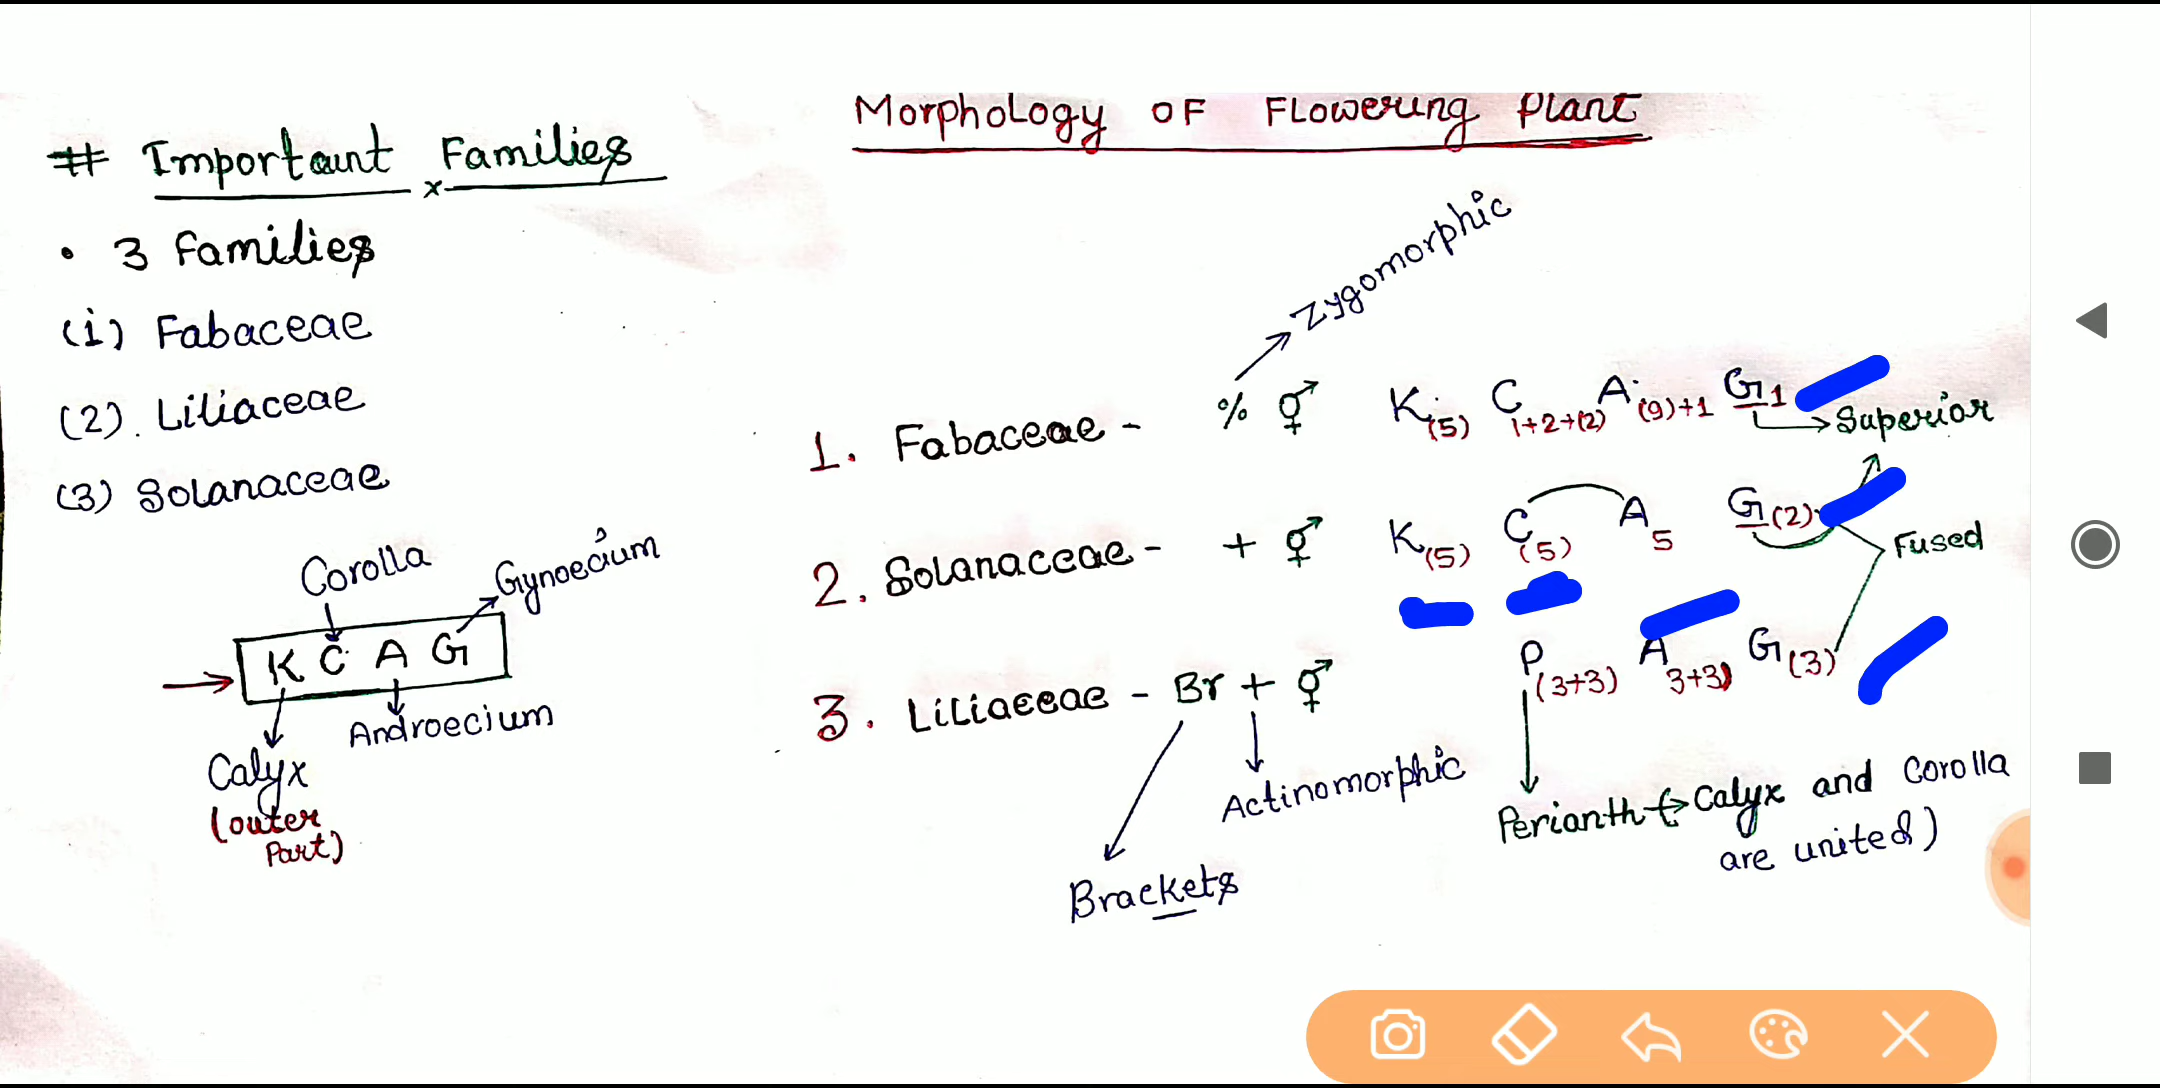 Morphology OF Flowering Plant
# Important Families
• 3 Families
(i) Fabaceae
(2). Liliaceae
(3) Solanaceae
Corolla
Gynoecium
K C A G
Calyx
(outer
Part)
Androecium
Zygomorphic
1. Fabaceae - % ⚥ K(5) C1+2+(2) A(9)+1 G1
Superior
2. Solanaceae - + ⚥ K(5) C(5) A5 G(2)
Fused
3. Liliaceae - Br + ⚥ P(3+3) A3+3) G(3)
Actinomorphic
Brackets
Perianth (→ Calyx and Corolla
are united)